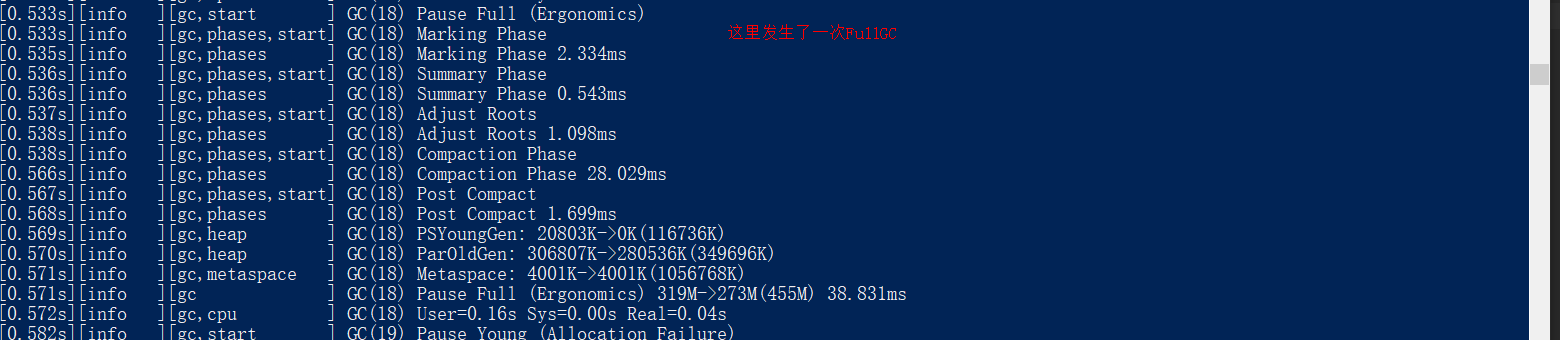 [0.533s][info   ][gc,start       ] GC(18) Pause Full (Ergonomics)
[0.533s][info   ][gc,phases,start] GC(18) Marking Phase 这里发生了一次FullGC
[0.535s][info   ][gc,phases      ] GC(18) Marking Phase 2.334ms
[0.536s][info   ][gc,phases,start] GC(18) Summary Phase
[0.536s][info   ][gc,phases      ] GC(18) Summary Phase 0.543ms
[0.537s][info   ][gc,phases,start] GC(18) Adjust Roots
[0.538s][info   ][gc,phases      ] GC(18) Adjust Roots 1.098ms
[0.538s][info   ][gc,phases,start] GC(18) Compaction Phase
[0.566s][info   ][gc,phases      ] GC(18) Compaction Phase 28.029ms
[0.567s][info   ][gc,phases,start] GC(18) Post Compact
[0.568s][info   ][gc,phases      ] GC(18) Post Compact 1.699ms
[0.569s][info   ][gc,heap        ] GC(18) PSYoungGen: 20803K->0K(116736K)
[0.570s][info   ][gc,heap        ] GC(18) ParOldGen: 306807K->280536K(349696K)
[0.571s][info   ][gc,metaspace   ] GC(18) Metaspace: 4001K->4001K(1056768K)
[0.571s][info   ][gc             ] GC(18) Pause Full (Ergonomics) 319M->273M(455M) 38.831ms
[0.572s][info   ][gc,cpu         ] GC(18) User=0.16s Sys=0.00s Real=0.04s
[0.582s][info   ][gc,start       ] GC(19) Pause Young (Allocation Failure)